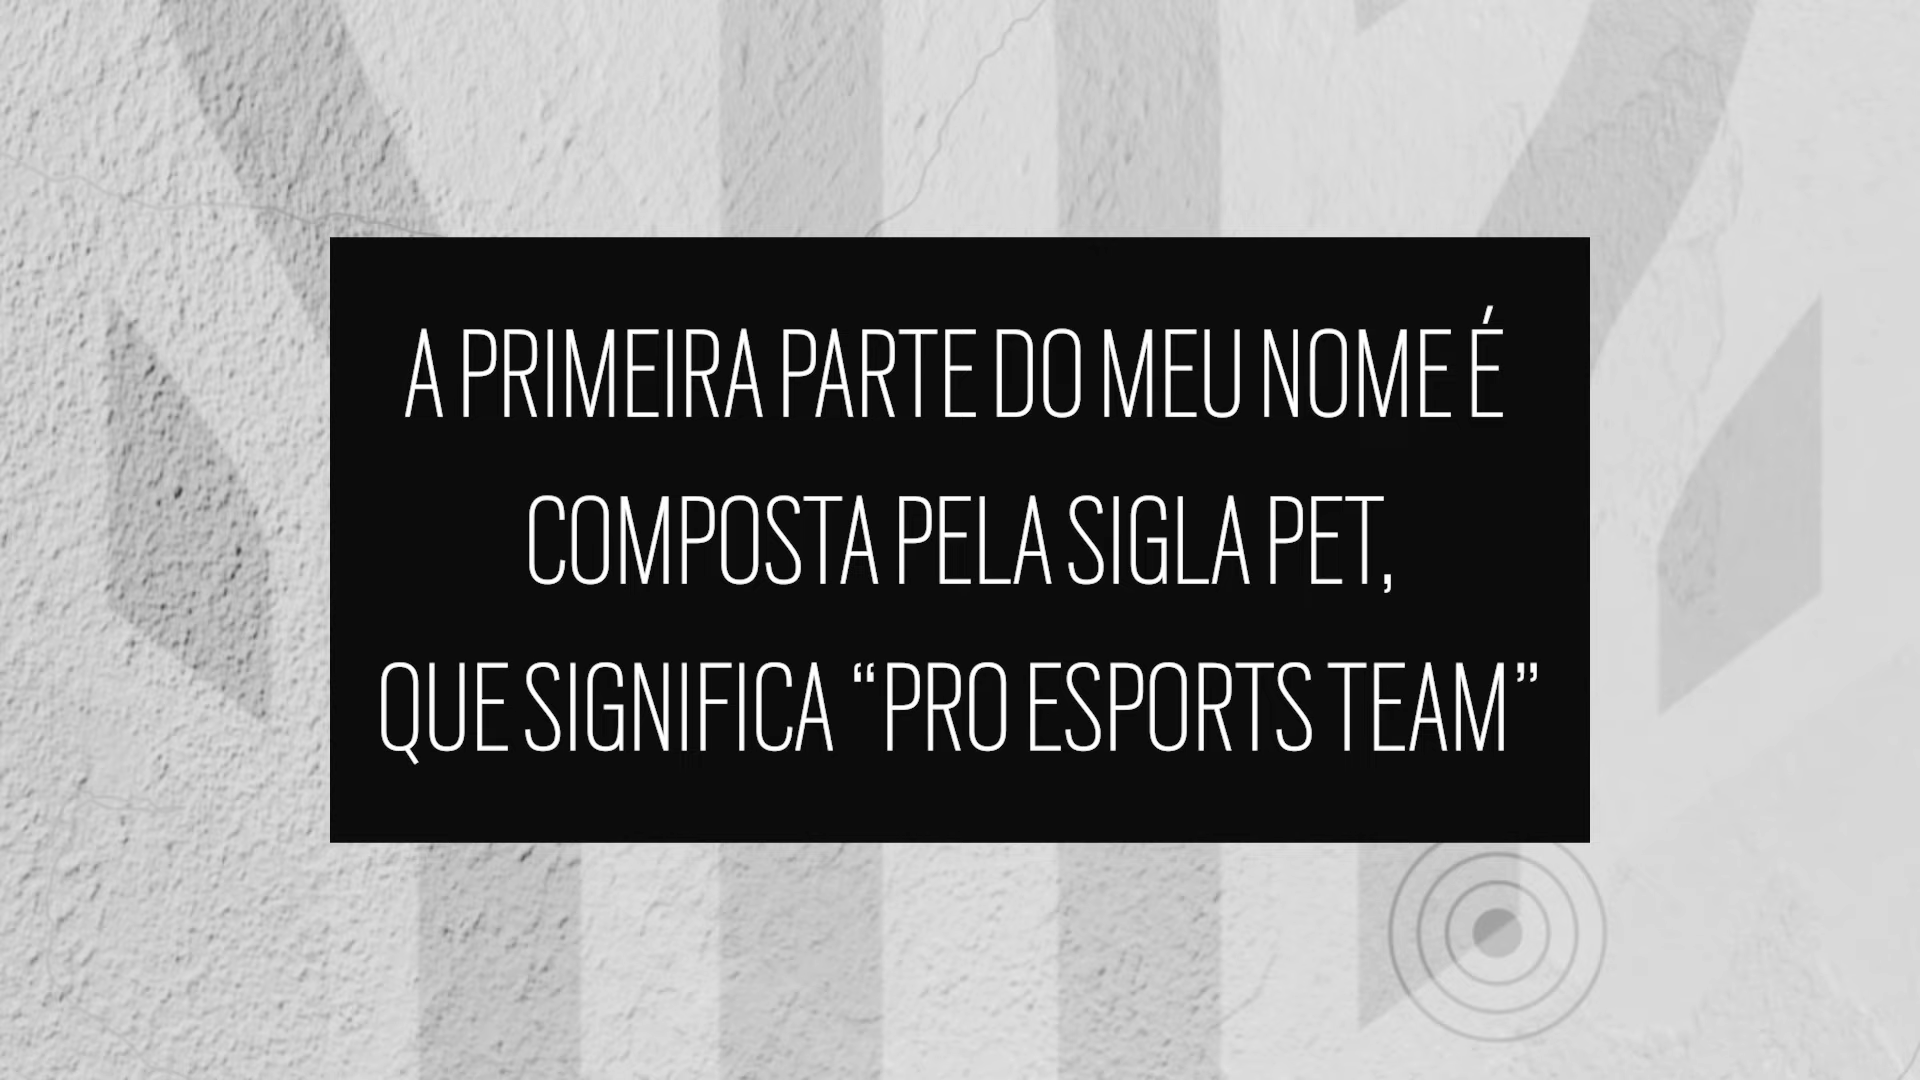 A PRIMEIRA PARTE DO MEU NOME É
COMPOSTA PELA SIGLA PET,
QUE SIGNIFICA “PRO ESPORTS TEAM”